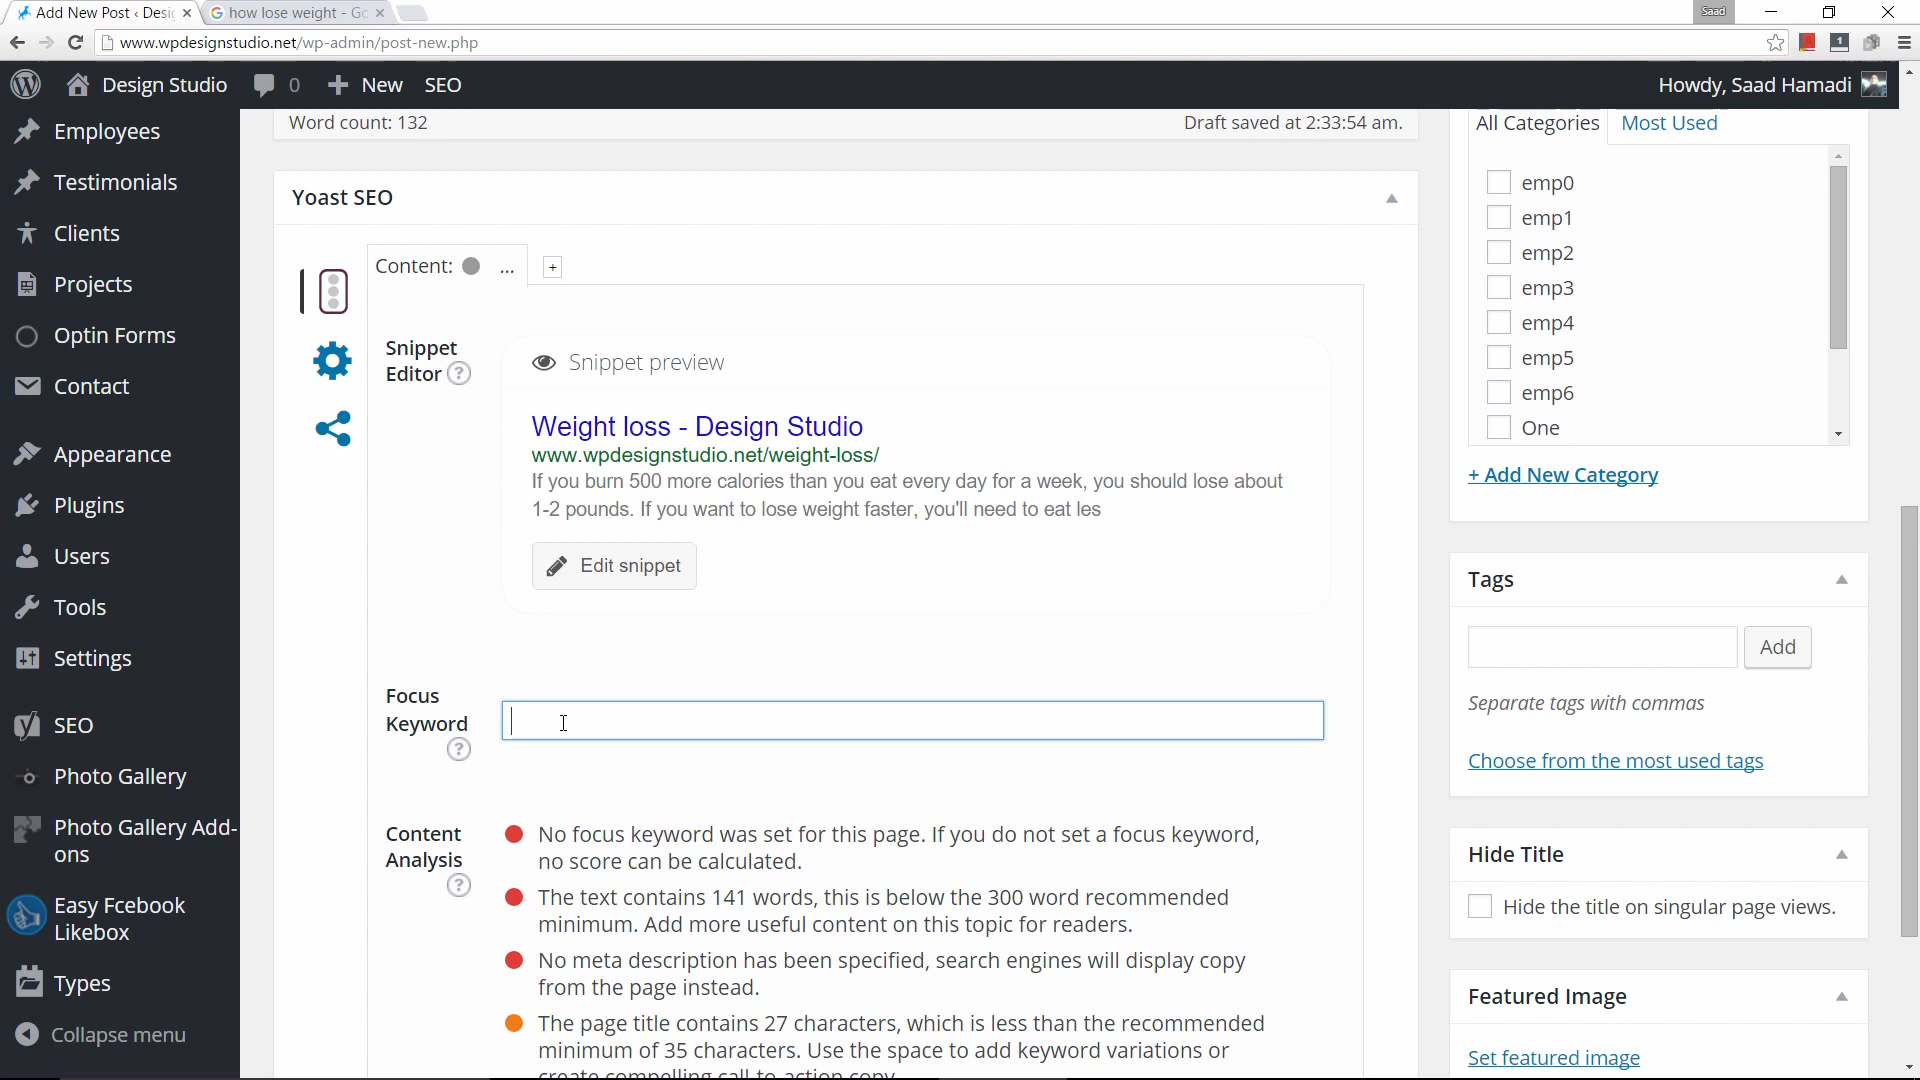 Add New Post ‹ Desi
how lose weight - Go
Saad
www.wpdesignstudio.net/wp-admin/post-new.php
1
Design Studio
0
New
SEO
Howdy, Saad Hamadi
Employees
Testimonials
Clients
Projects
Optin Forms
Contact
Appearance
Plugins
Users
Tools
Settings
SEO
Photo Gallery
Photo Gallery Add-
ons
Easy Fcebook
Likebox
Types
Collapse menu
Word count: 132
Draft saved at 2:33:54 am.
Yoast SEO
Content: ...
+
Snippet
Editor ?
Snippet preview
Weight loss - Design Studio
www.wpdesignstudio.net/weight-loss/
If you burn 500 more calories than you eat every day for a week, you should lose about
1-2 pounds. If you want to lose weight faster, you'll need to eat les
Edit snippet
Focus
Keyword
?
Content
Analysis
?
No focus keyword was set for this page. If you do not set a focus keyword,
no score can be calculated.
The text contains 141 words, this is below the 300 word recommended
minimum. Add more useful content on this topic for readers.
No meta description has been specified, search engines will display copy
from the page instead.
The page title contains 27 characters, which is less than the recommended
minimum of 35 characters. Use the space to add keyword variations or
create compelling call-to-action copy.
All Categories
Most Used
emp0
emp1
emp2
emp3
emp4
emp5
emp6
One
+ Add New Category
Tags
Add
Separate tags with commas
Choose from the most used tags
Hide Title
Hide the title on singular page views.
Featured Image
Set featured image